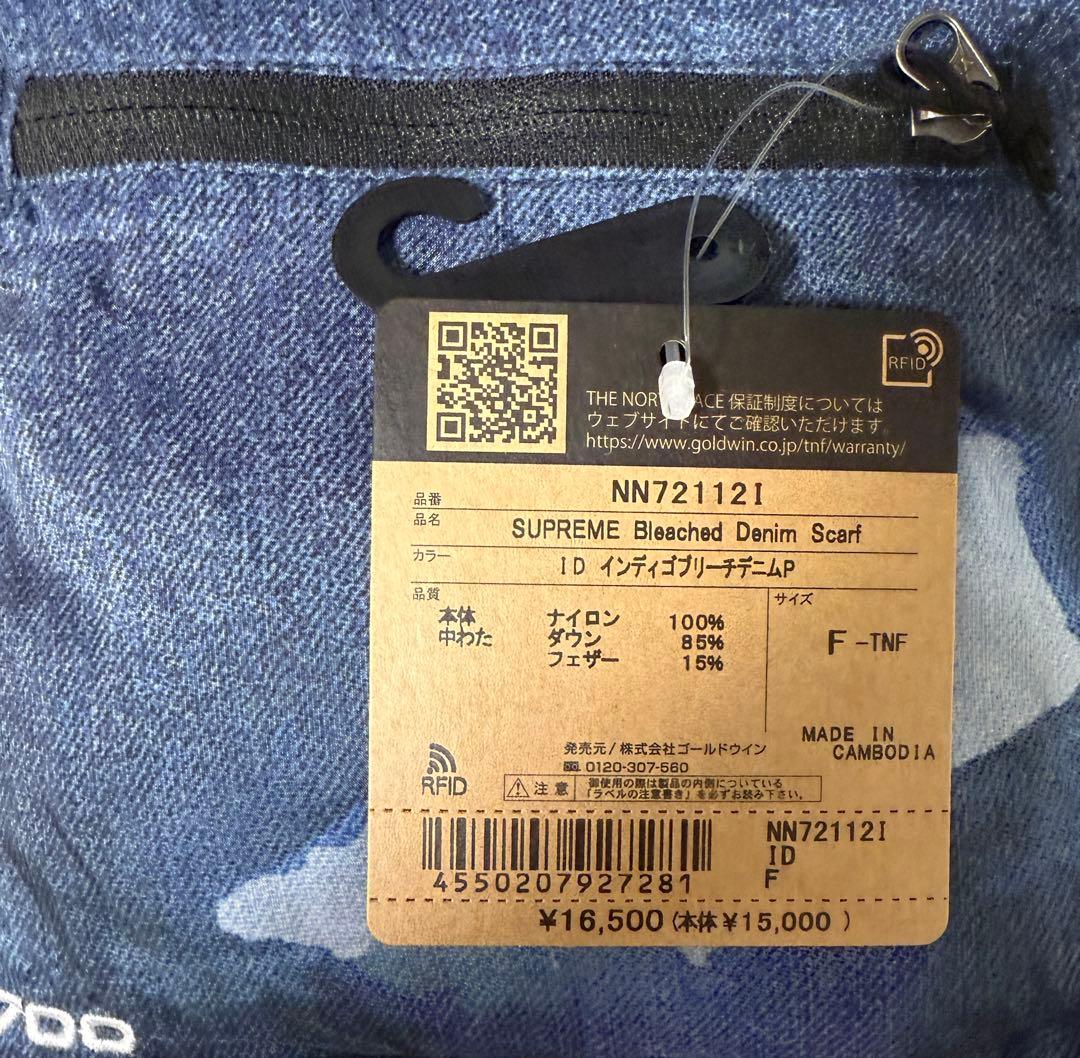 RFID
THE NOR ACE 保証制度については
ウェブサイトにてご確認いただけます。
https://www.goldwin.co.jp/tnf/warranty/
品番 NN72112I
品名 SUPREME Bleached Denim Scarf
カラー ID インディゴブリーチデニムP
品質 サイズ
本体 ナイロン 100%
中わた ダウン 85%
フェザー 15%
F -TNF
MADE IN
CAMBODIA
発売元/株式会社ゴールドウイン
0120-307-560
RFID
注意 御使用の際は製品の内側についている
「ラベルの注意書き」を必ずお読み下さい。
4550207927281
NN72112I
ID
F
¥16,500(本体¥15,000 )
700